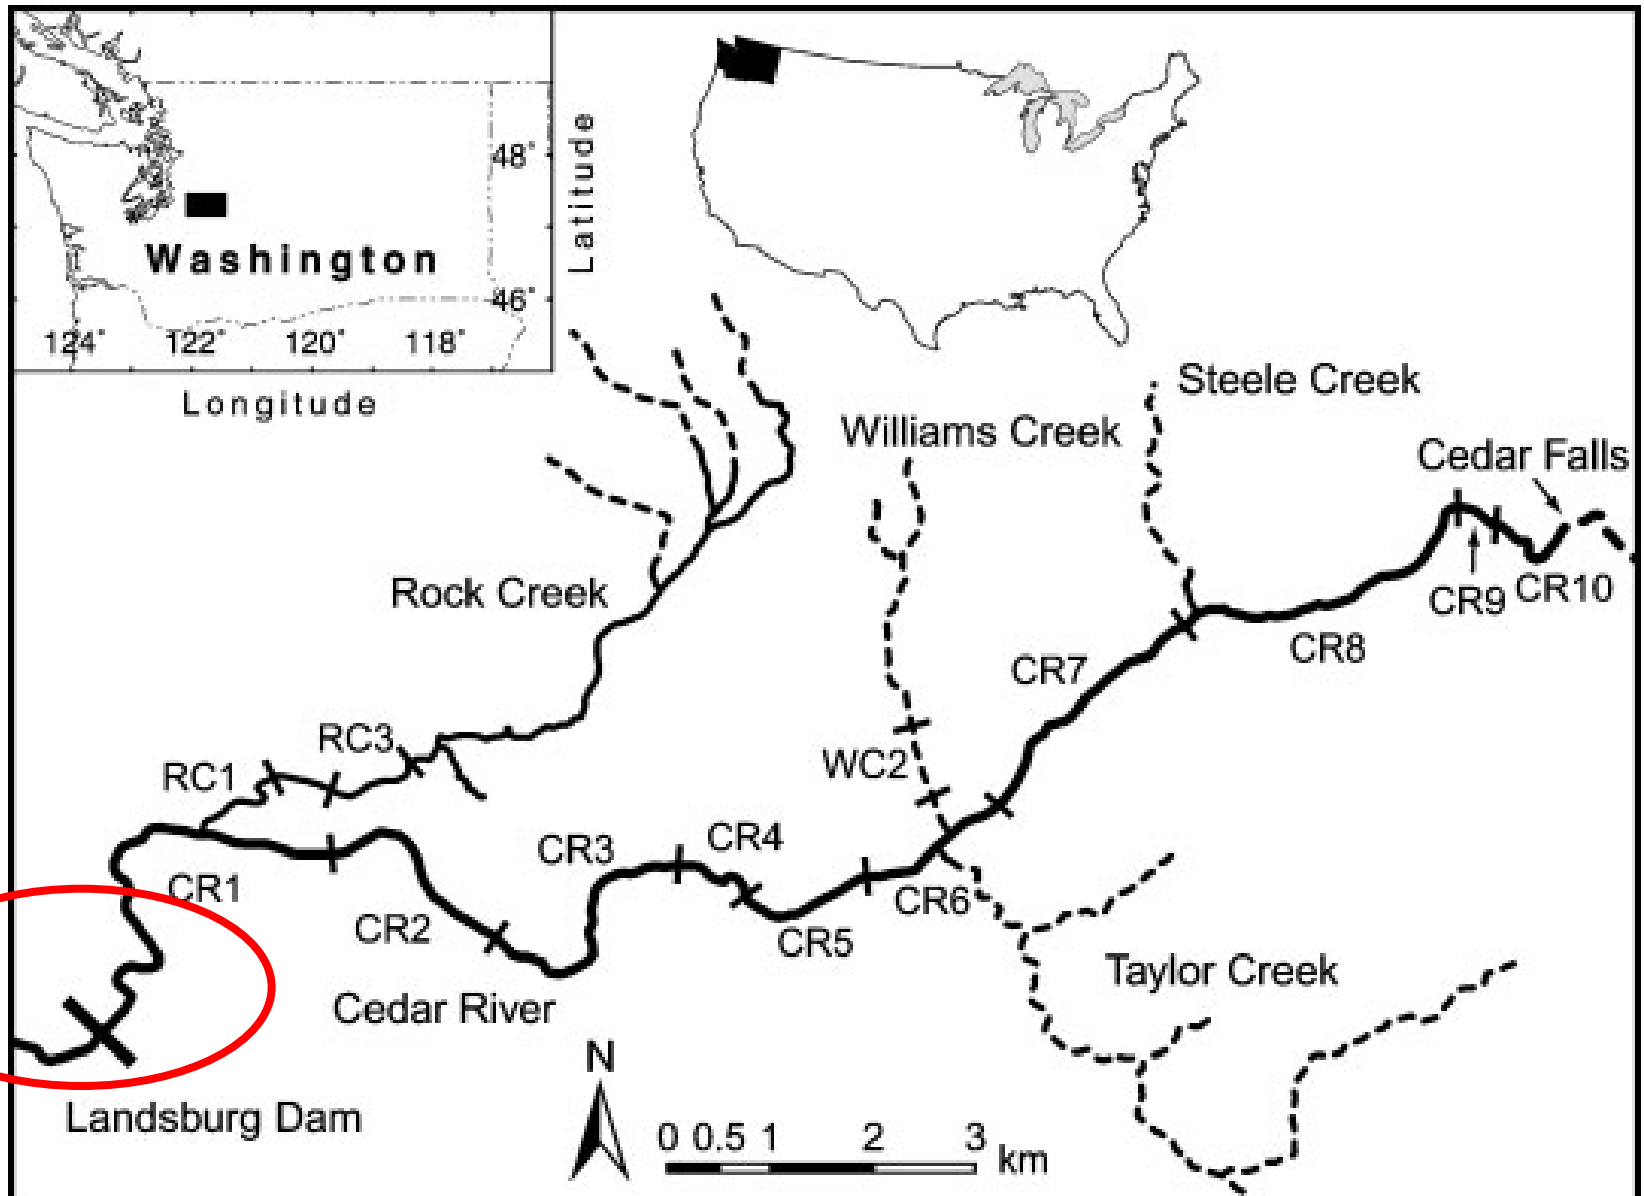 48°
Latitude
Washington
46°
124°
122°
120°
118°
Longitude
Steele Creek
Williams Creek
Cedar Falls
Rock Creek
CR9
CR10
CR8
CR7
RC3
RC1
WC2
CR4
CR3
CR1
CR6
CR2
CR5
Taylor Creek
Cedar River
N
Landsburg Dam
0 0.5 1 2 3
km